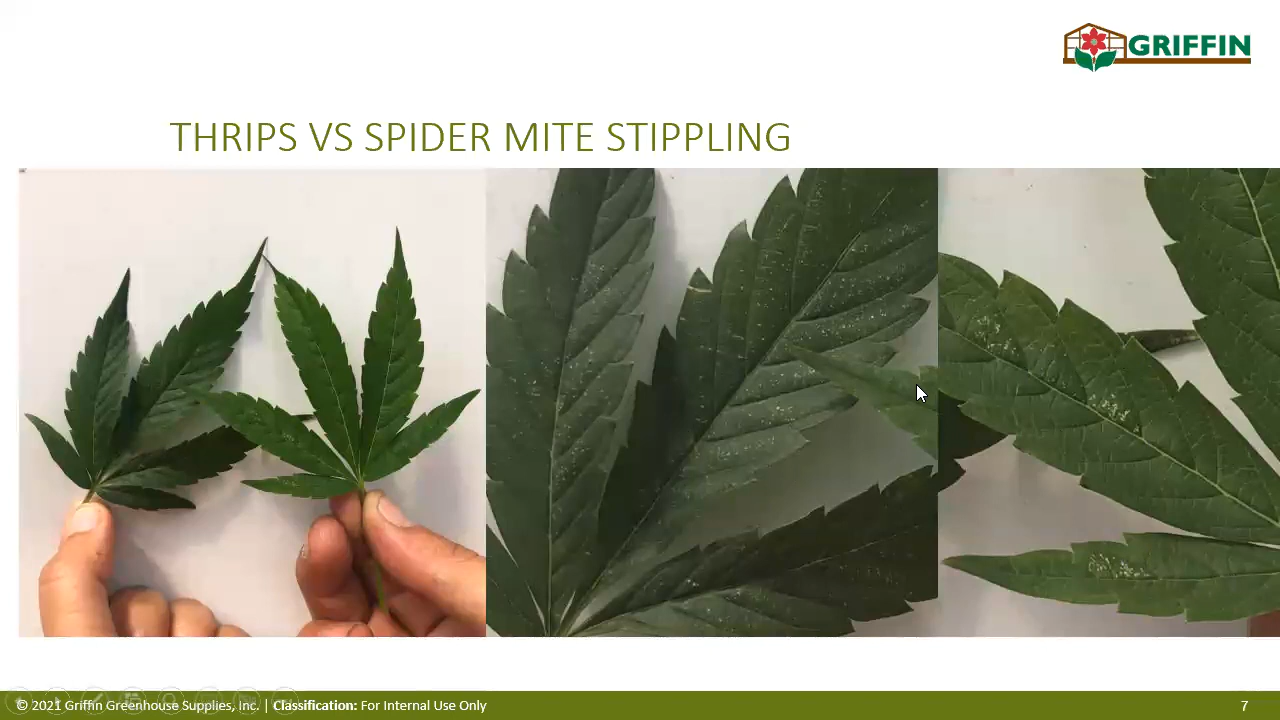 GRIFFIN
THRIPS VS SPIDER MITE STIPPLING
© 2021 Griffin Greenhouse Supplies, Inc. | Classification: For Internal Use Only
7